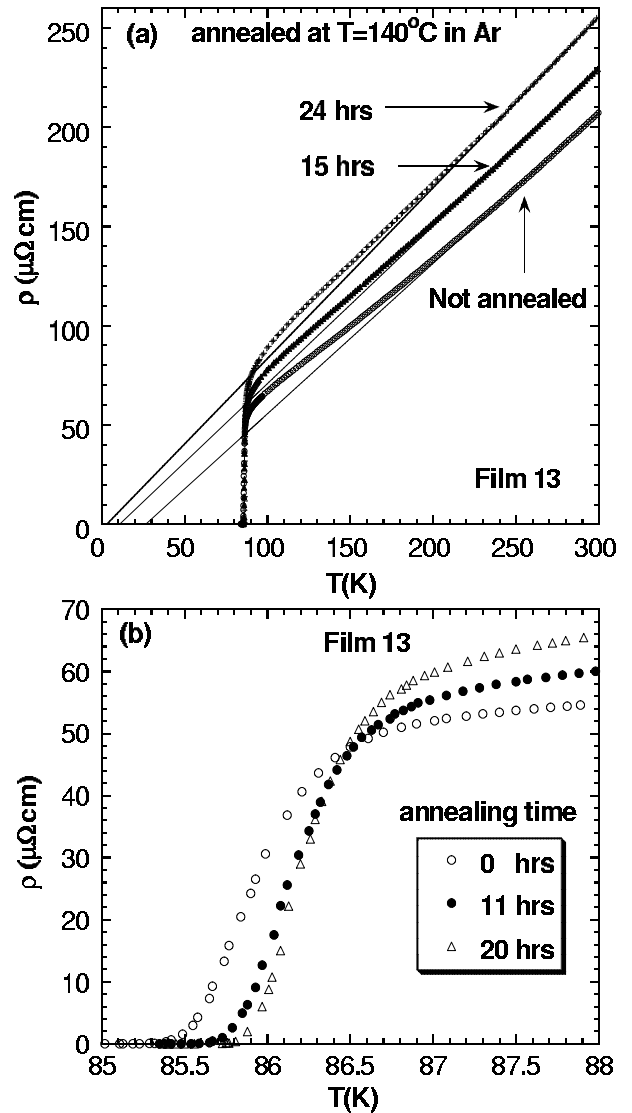 (a) annealed at T=140°C in Ar
250
200
150
100
50
0
ρ (μΩcm)
24 hrs
15 hrs
Not annealed
Film 13
0 50 100 150 200 250 300
T(K)
(b) Film 13
70
60
50
40
30
20
10
0
ρ (μΩcm)
annealing time
0 hrs
11 hrs
20 hrs
85 85.5 86 86.5 87 87.5 88
T(K)